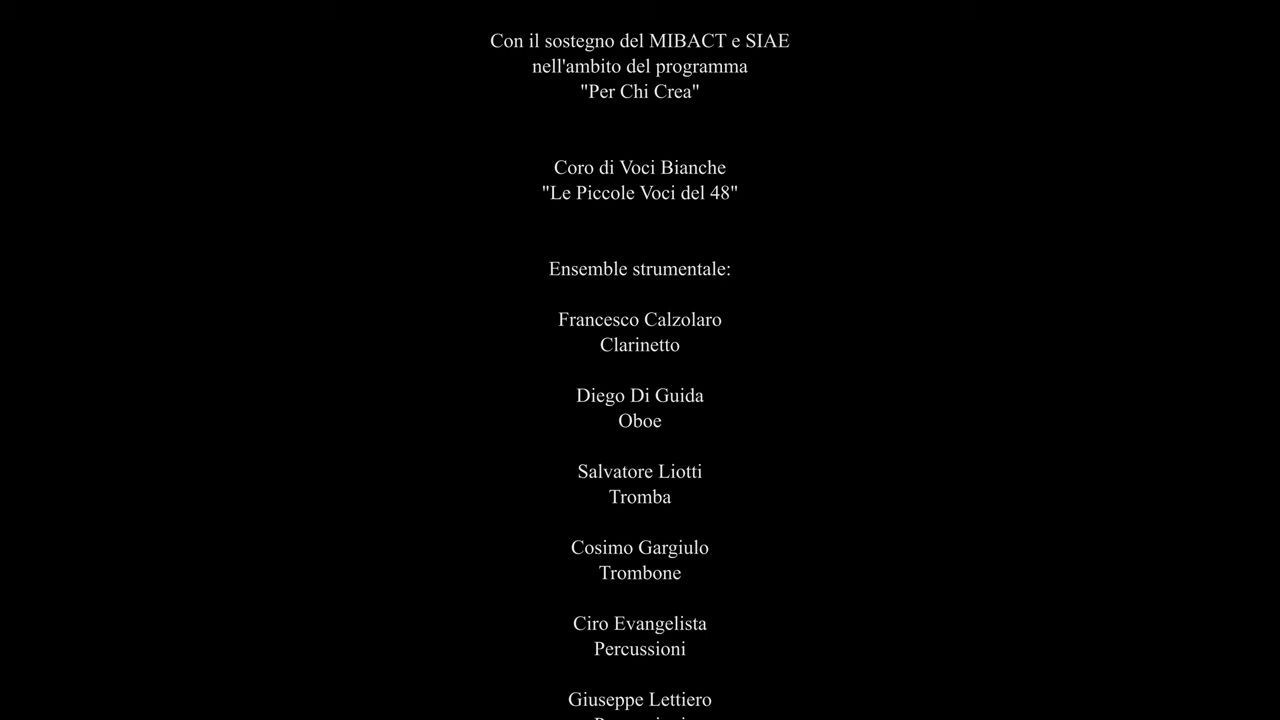 Con il sostegno del MIBACT e SIAE
nell'ambito del programma
"Per Chi Crea"
Coro di Voci Bianche
"Le Piccole Voci del 48"
Ensemble strumentale:
Francesco Calzolaro
Clarinetto
Diego Di Guida
Oboe
Salvatore Liotti
Tromba
Cosimo Gargiulo
Trombone
Ciro Evangelista
Percussioni
Giuseppe Lettiero